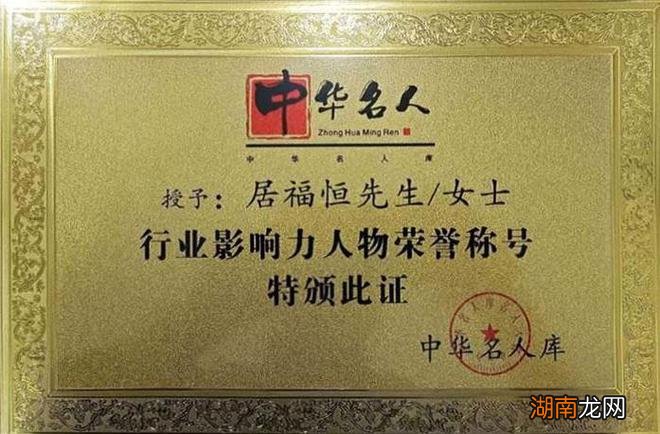 中华名人
Zhong Hua Ming Ren
中华名人库
授予：居福恒先生/女士
行业影响力人物荣誉称号
特颁此证
中华名人库
湖南龙网